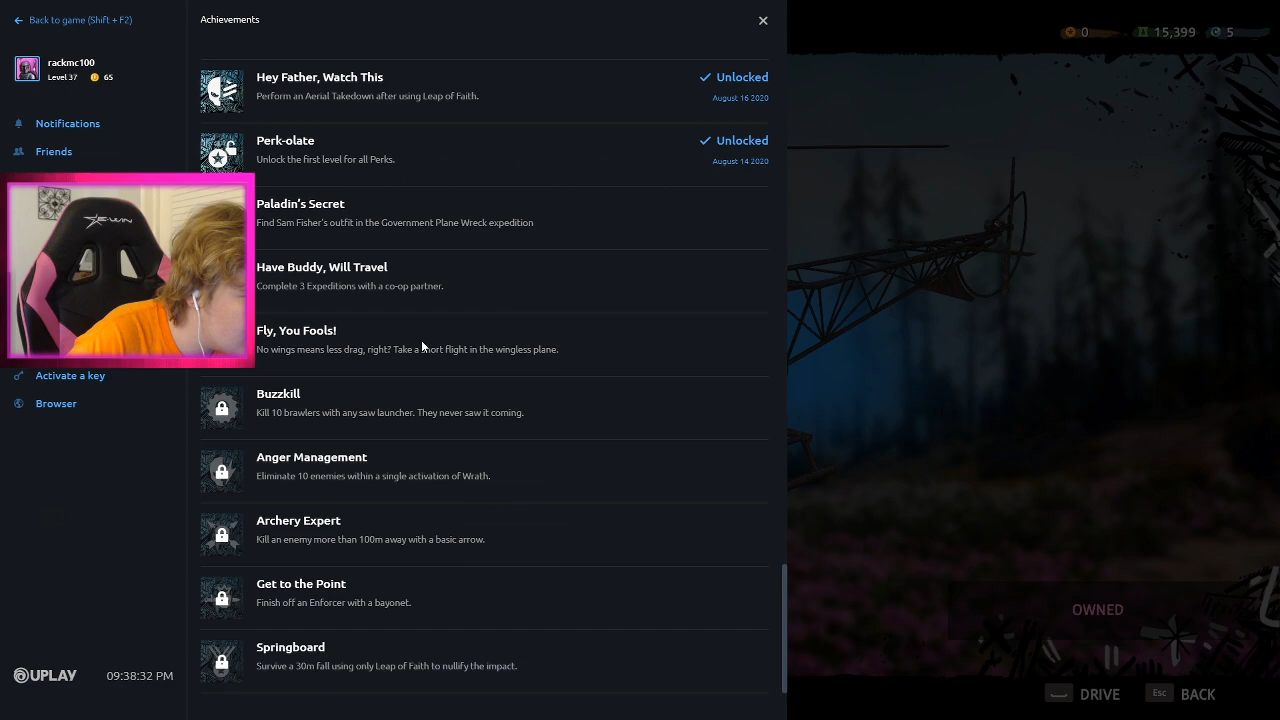 Back to game (Shift + F2)
Achievements
0
15,399
5
rackmc100
Level 37
65
Hey Father, Watch This
Unlocked
Perform an Aerial Takedown after using Leap of Faith.
August 16 2020
Notifications
Perk-olate
Unlocked
Friends
Unlock the first level for all Perks.
August 14 2020
Paladin's Secret
Find Sam Fisher's outfit in the Government Plane Wreck expedition
E-WIN
Have Buddy, Will Travel
Complete 3 Expeditions with a co-op partner.
Fly, You Fools!
No wings means less drag, right? Take a short flight in the wingless plane.
Activate a key
Browser
Buzzkill
Kill 10 brawlers with any saw launcher. They never saw it coming.
Anger Management
Eliminate 10 enemies within a single activation of Wrath.
Archery Expert
Kill an enemy more than 100m away with a basic arrow.
Get to the Point
Finish off an Enforcer with a bayonet.
OWNED
Springboard
Survive a 30m fall using only Leap of Faith to nullify the impact.
UPLAY
09:38:32 PM
DRIVE
Esc
BACK